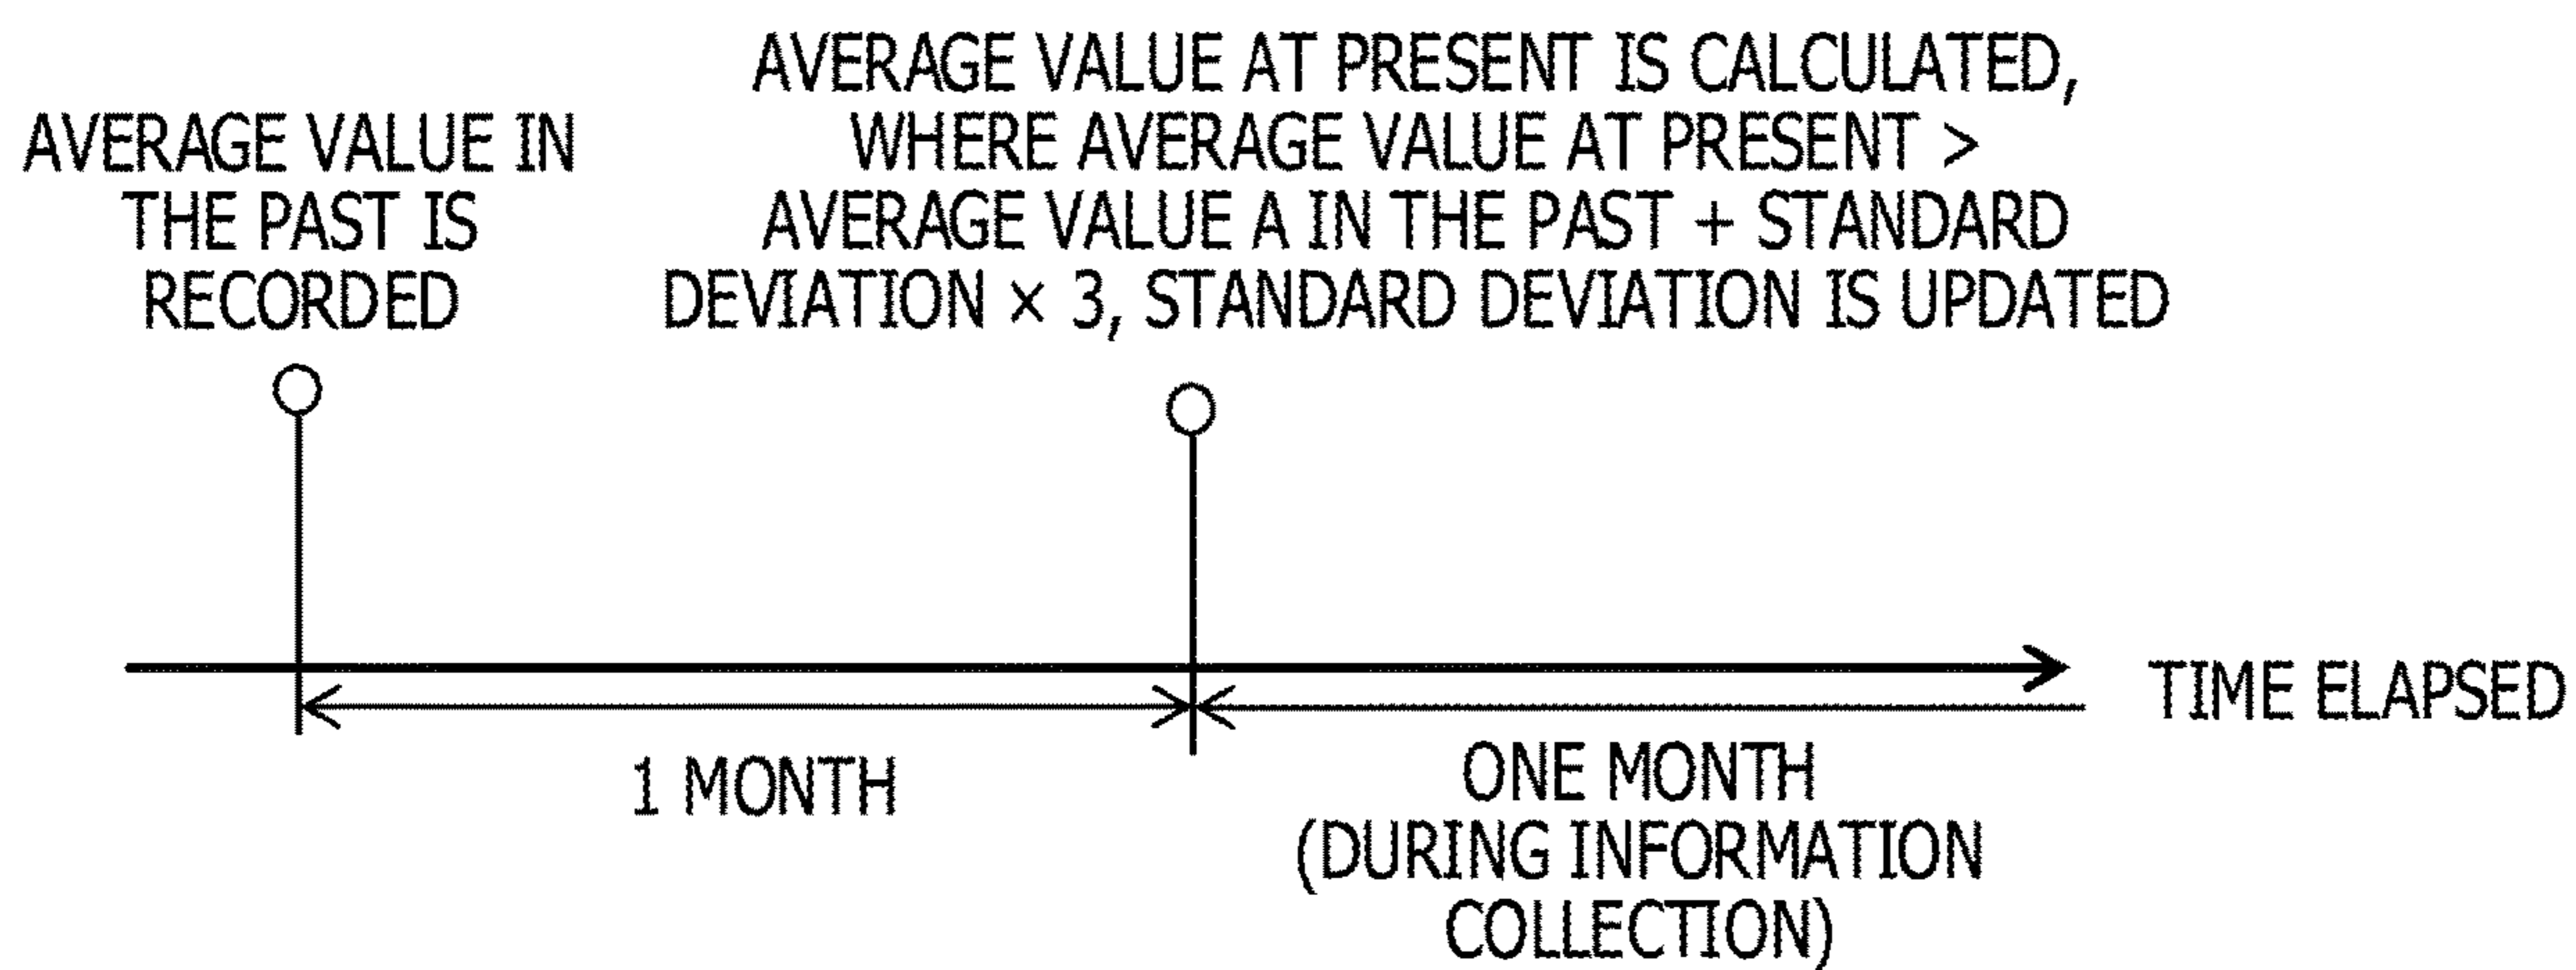 AVERAGE VALUE IN
THE PAST IS
RECORDED
AVERAGE VALUE AT PRESENT IS CALCULATED,
WHERE AVERAGE VALUE AT PRESENT >
AVERAGE VALUE A IN THE PAST + STANDARD
DEVIATION × 3, STANDARD DEVIATION IS UPDATED
TIME ELAPSED
1 MONTH
ONE MONTH
(DURING INFORMATION
COLLECTION)